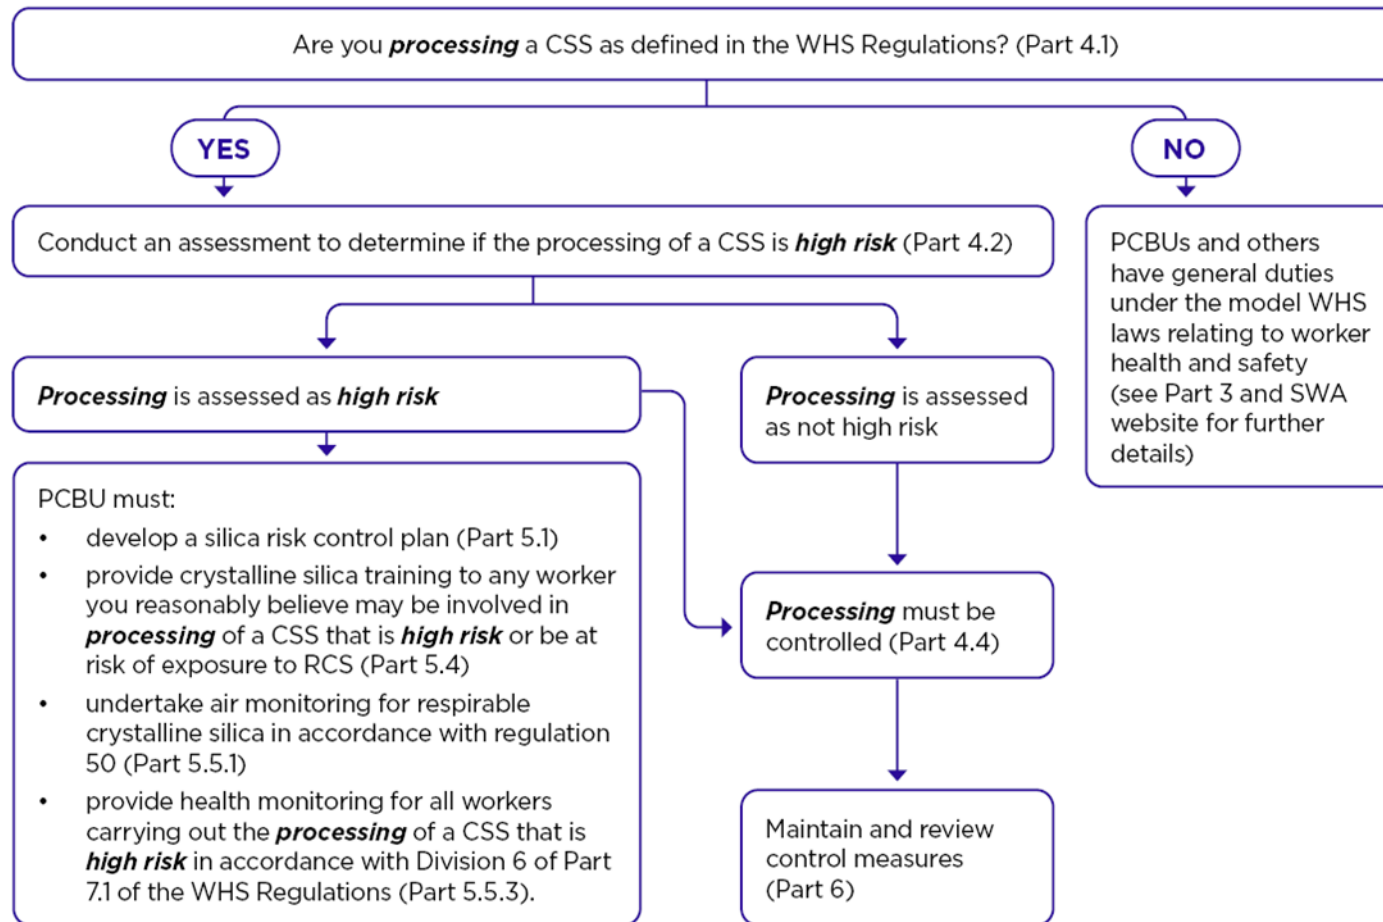 Are you processing a CSS as defined in the WHS Regulations? (Part 4.1)
YES
NO
Conduct an assessment to determine if the processing of a CSS is high risk (Part 4.2)
PCBUs and others
have general duties
under the model WHS
laws relating to worker
health and safety
(see Part 3 and SWA
website for further
details)
Processing is assessed as high risk
Processing is assessed
as not high risk
PCBU must:
• develop a silica risk control plan (Part 5.1)
• provide crystalline silica training to any worker
you reasonably believe may be involved in
processing of a CSS that is high risk or be at
risk of exposure to RCS (Part 5.4)
• undertake air monitoring for respirable
crystalline silica in accordance with regulation
50 (Part 5.5.1)
• provide health monitoring for all workers
carrying out the processing of a CSS that is
high risk in accordance with Division 6 of Part
7.1 of the WHS Regulations (Part 5.5.3).
Processing must be
controlled (Part 4.4)
Maintain and review
control measures
(Part 6)